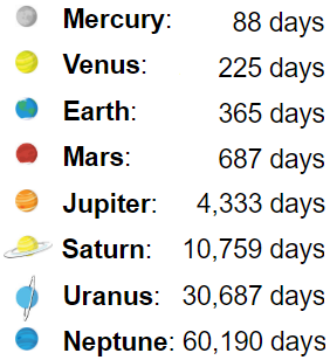 Mercury: 88 days
Venus: 225 days
Earth: 365 days
Mars: 687 days
Jupiter: 4,333 days
Saturn: 10,759 days
Uranus: 30,687 days
Neptune: 60,190 days